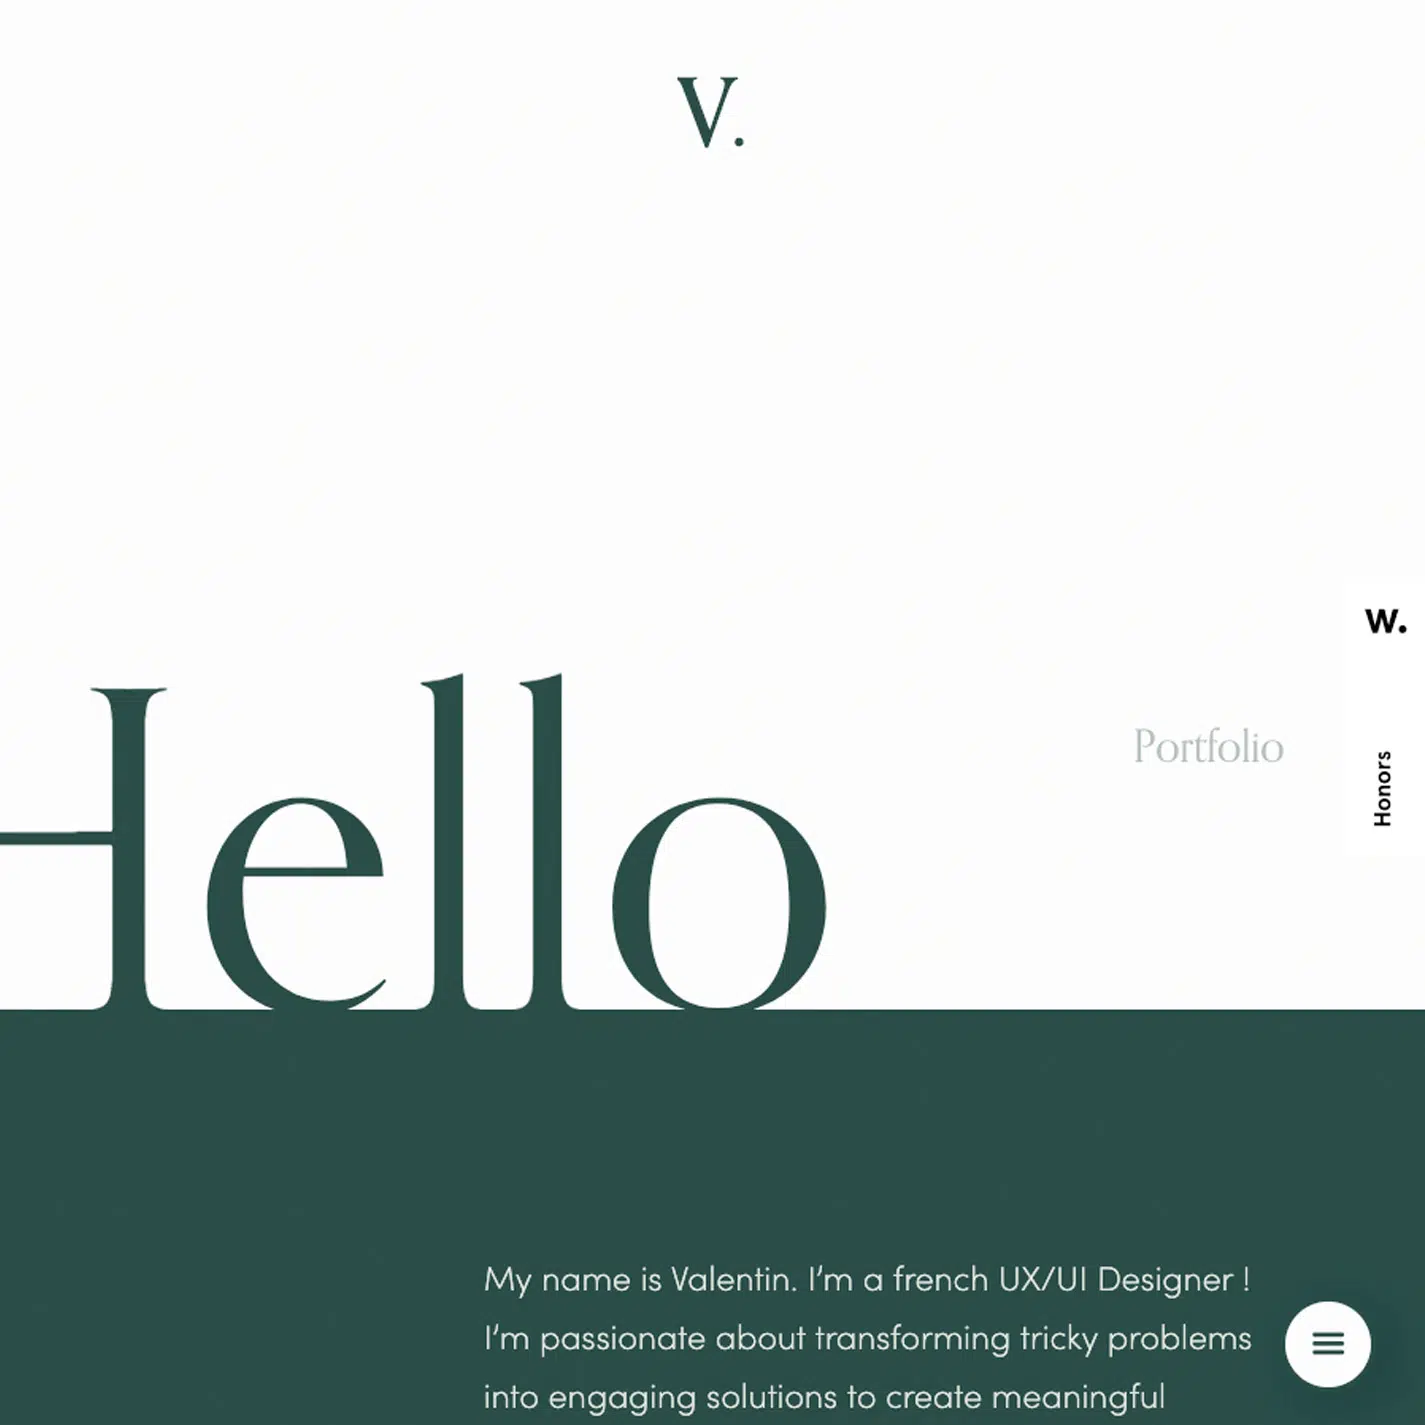 V.
W.
Hello
Portfolio
Honors
My name is Valentin. I'm a french UX/UI Designer !
I'm passionate about transforming tricky problems
into engaging solutions to create meaningful